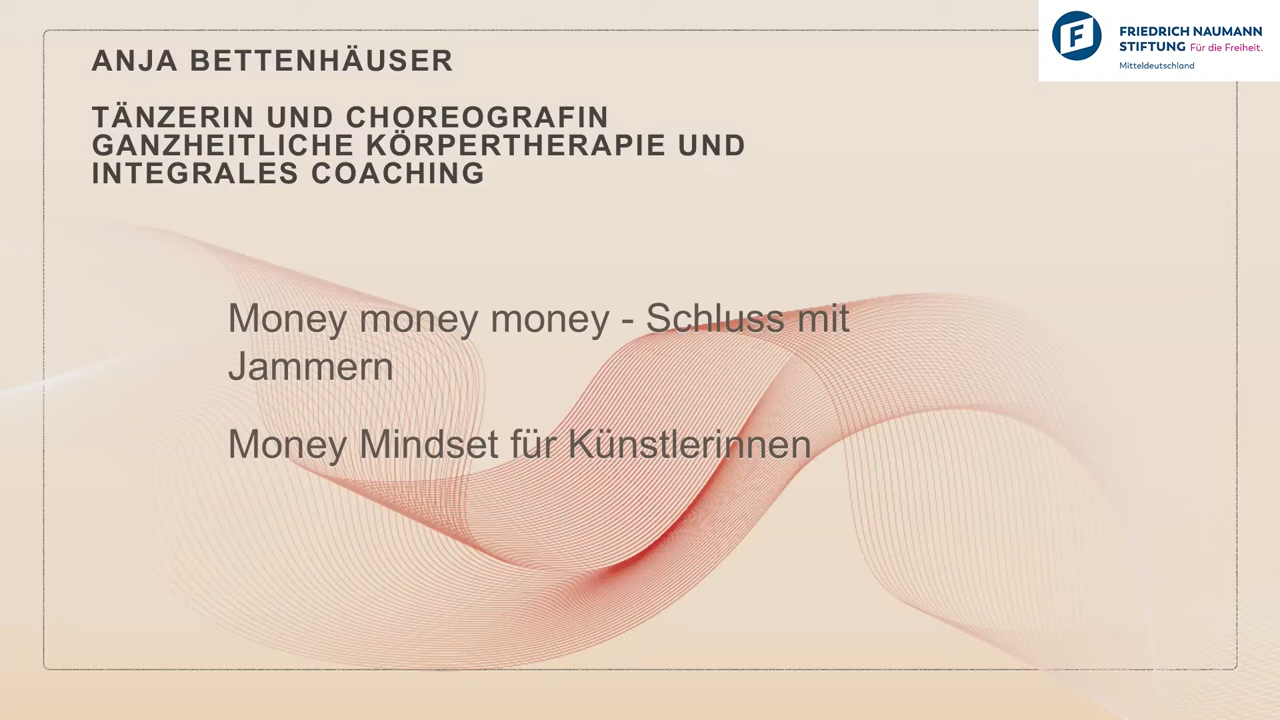 ANJA BETTENHÄUSER
TÄNZERIN UND CHOREOGRAFIN
GANZHEITLICHE KÖRPERTHERAPIE UND
INTEGRALES COACHING
FRIEDRICH NAUMANN
STIFTUNG Für die Freiheit.
Mitteldeutschland
Money money money - Schluss mit
Jammern
Money Mindset für Künstlerinnen